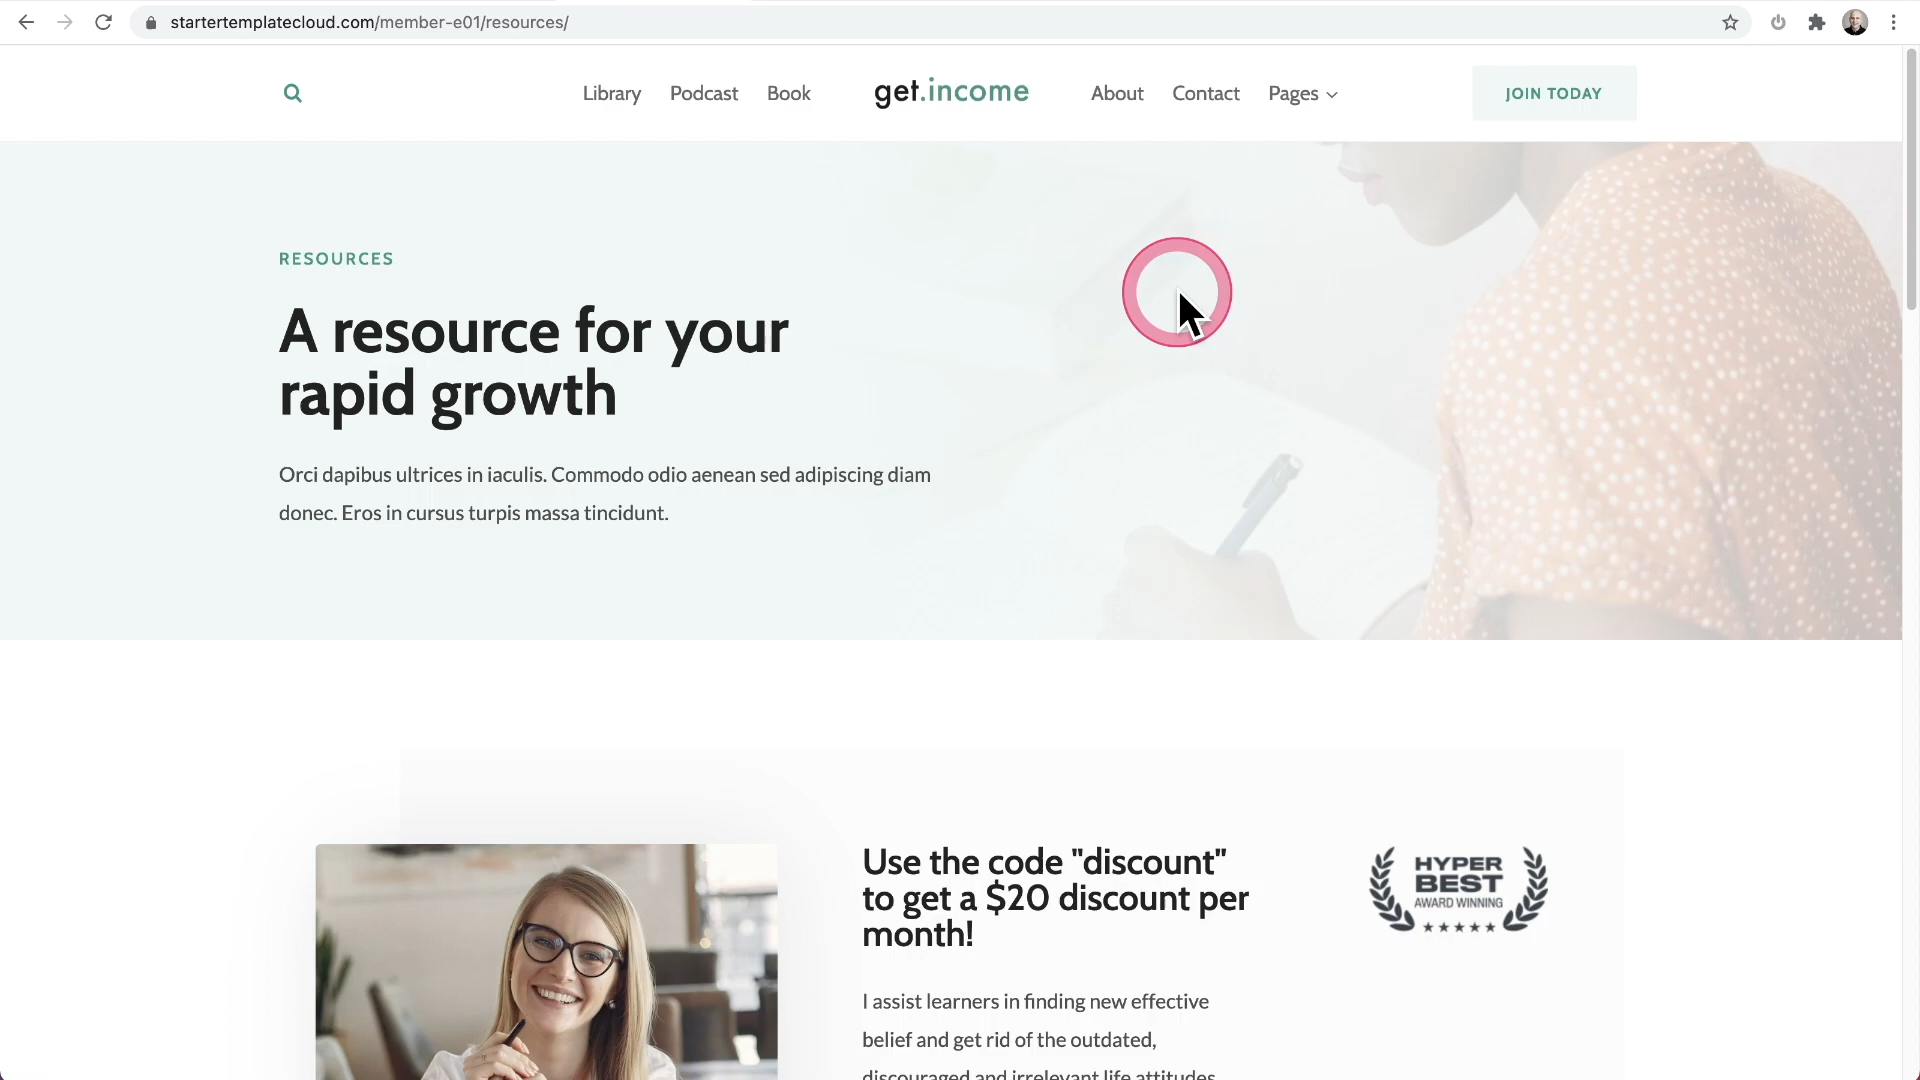 startertemplatecloud.com/member-e01/resources/
Library Podcast Book get.income About Contact Pages JOIN TODAY
RESOURCES
A resource for your
rapid growth
Orci dapibus ultrices in iaculis. Commodo odio aenean sed adipiscing diam
donec. Eros in cursus turpis massa tincidunt.
Use the code "discount"
to get a $20 discount per
month!
HYPER
BEST
AWARD WINNING
I assist learners in finding new effective
belief and get rid of the outdated,
discouraged and irrelevant life attitudes